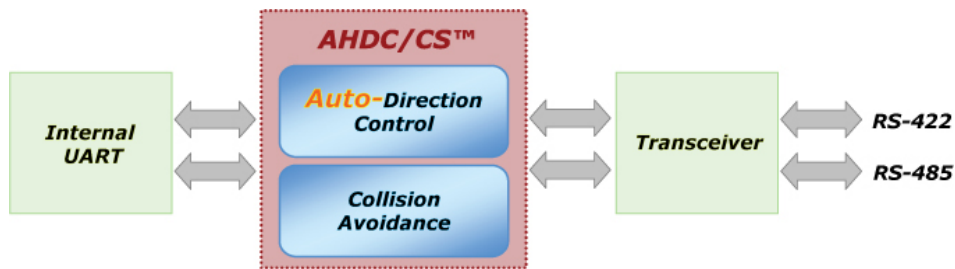 AHDC/CS™
Internal
UART
Auto-Direction
Control
Collision
Avoidance
Transceiver
RS-422
RS-485